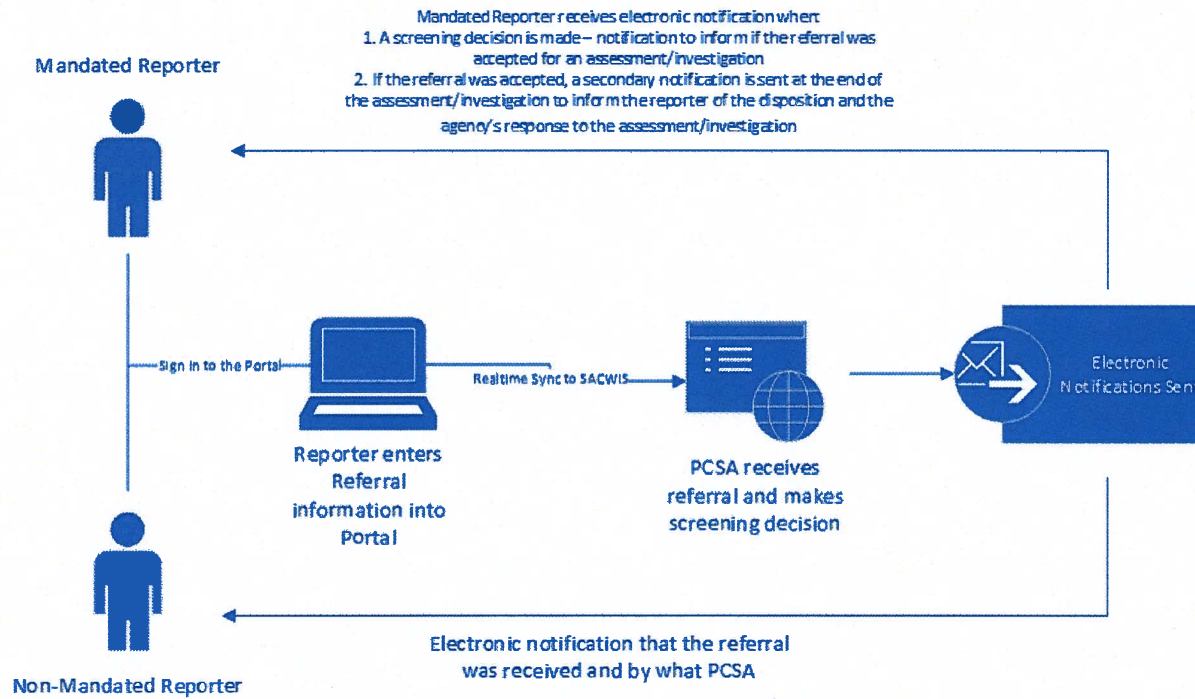 Mandated Reporter receives electronic notification when:
1. A screening decision is made – notification to inform if the referral was
accepted for an assessment/investigation
2. If the referral was accepted, a secondary notification is sent at the end of
the assessment/investigation to inform the reporter of the disposition and the
agency's response to the assessment/investigation
Mandated Reporter
Sign in to the Portal
Realtime Sync to SACWIS
Electronic
Notifications Sent
Reporter enters
Referral
information into
Portal
PCSA receives
referral and makes
screening decision
Electronic notification that the referral
was received and by what PCSA
Non-Mandated Reporter